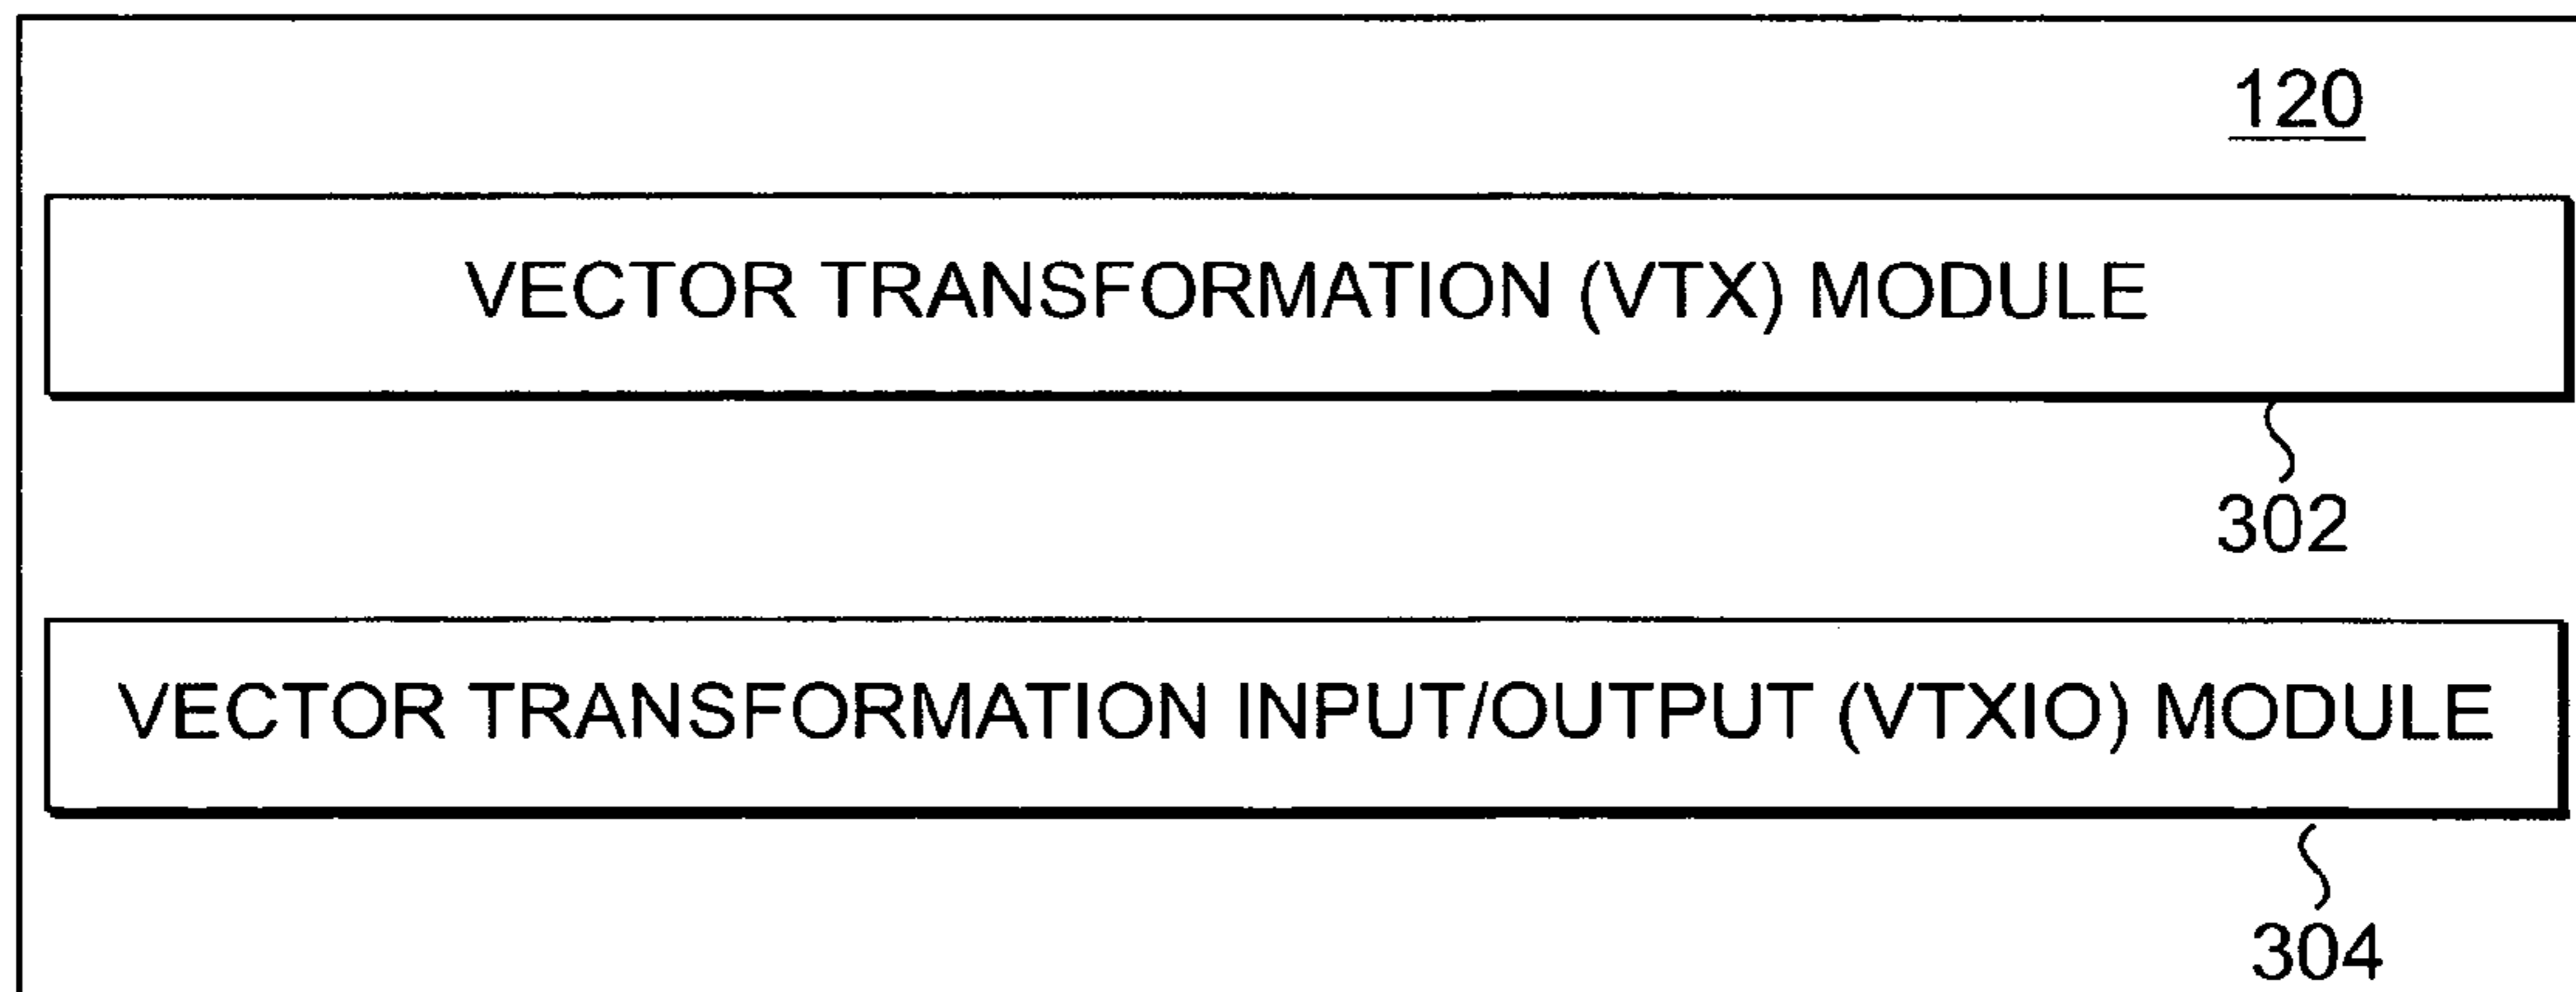 120
VECTOR TRANSFORMATION (VTX) MODULE
302
VECTOR TRANSFORMATION INPUT/OUTPUT (VTXIO) MODULE
304